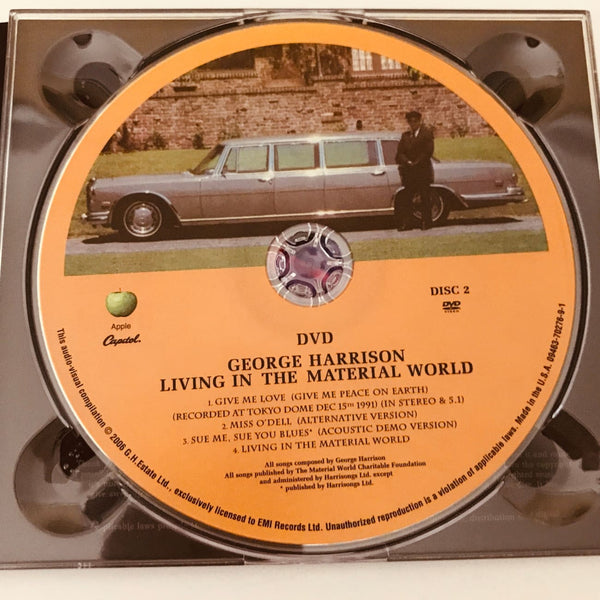 DISC 2
DVD
VIDEO
Apple
Capitol.
DVD
GEORGE HARRISON
LIVING IN THE MATERIAL WORLD
1. GIVE ME LOVE (GIVE ME PEACE ON EARTH)
(RECORDED AT TOKYO DOME DEC 15TH 1991) (IN STEREO & 5.1)
2. MISS O'DELL (ALTERNATIVE VERSION)
3. SUE ME, SUE YOU BLUES* (ACOUSTIC DEMO VERSION)
4. LIVING IN THE MATERIAL WORLD
All songs composed by George Harrison
All songs published by The Material World Charitable Foundation
and administered by Harrisongs Ltd. except
* published by Harrisongs Ltd.
This audio-visual compilation © 2006 G.H.Estate Ltd., exclusively licensed to EMI Records Ltd. Unauthorized reproduction is a violation of applicable laws. Made in the U.S.A. 09463-70276-9-1